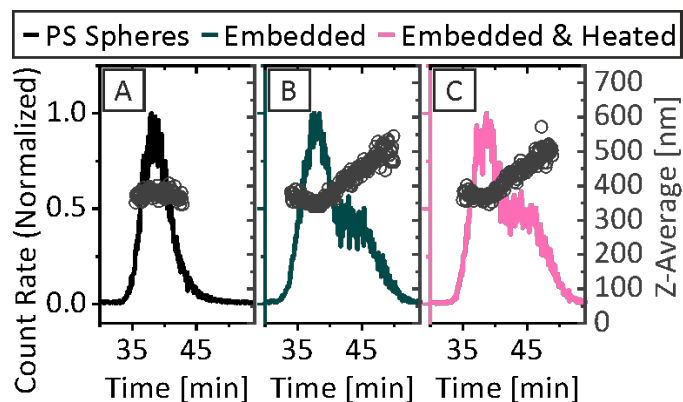 PS Spheres Embedded Embedded & Heated
A B C
Count Rate (Normalized)
1.0
0.5
0.0
700
600
500
400
300
200
100
0
Z-Average [nm]
35 45 35 45 35 45
Time [min] Time [min] Time [min]